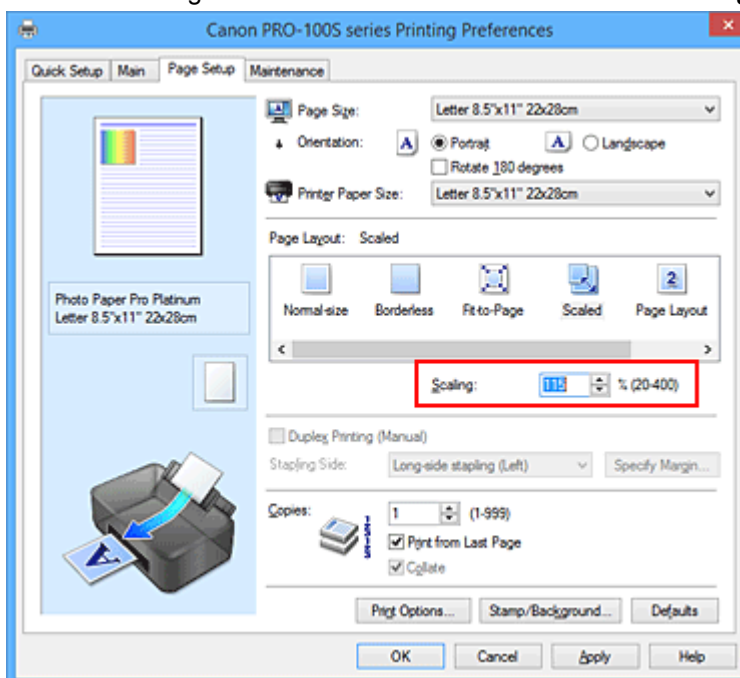 Canon PRO-100S series Printing Preferences
Quick Setup Main Page Setup Maintenance
Page Size: Letter 8.5"x11" 22x28cm
Orientation: A Portrait A Landscape
Rotate 180 degrees
Printer Paper Size: Letter 8.5"x11" 22x28cm
Page Layout: Scaled
Normal-size Borderless Fit-to-Page Scaled 2 Page Layout
Photo Paper Pro Platinum
Letter 8.5"x11" 22x28cm
Scaling: 115 % (20-400)
Duplex Printing (Manual)
Stapling Side: Long-side stapling (Left) Specify Margin...
Copies: 1 (1-999)
Print from Last Page
Collate
A
Print Options... Stamp/Background... Defaults
OK Cancel Apply Help